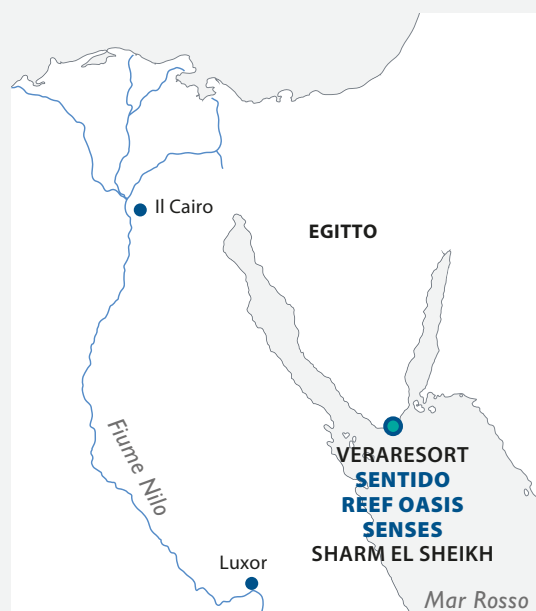 Il Cairo
EGITTO
Fiume Nilo
VERARESORT
SENTIDO
REEF OASIS
SENSES
SHARM EL SHEIKH
Luxor
Mar Rosso